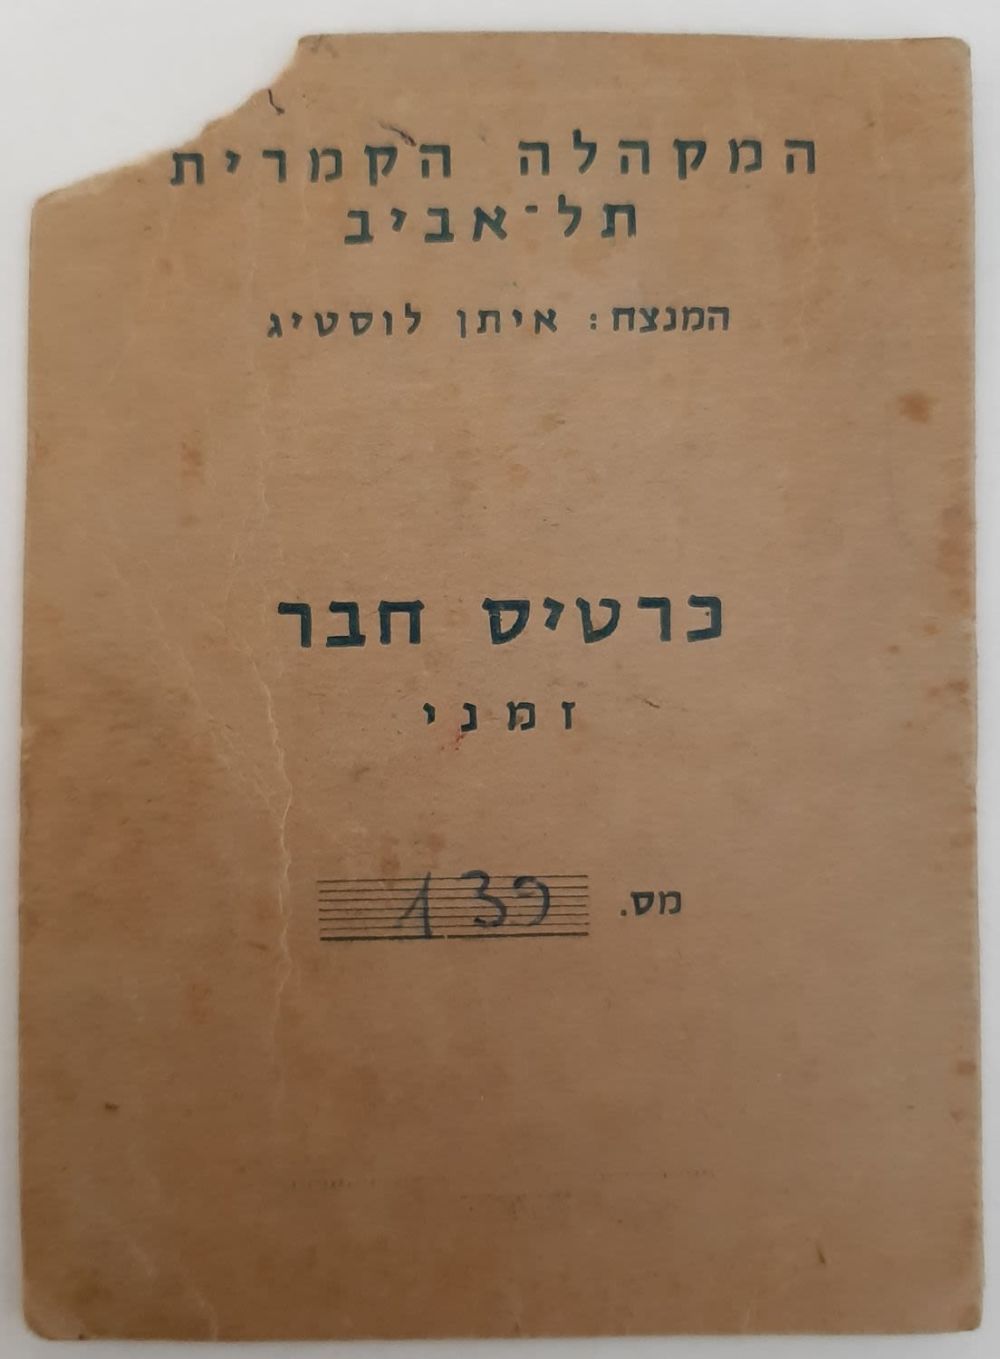 המקהלה הקמרית
תל־אביב
המנצח: איתן לוסטיג
כרטיס חבר
זמני
מס. 139